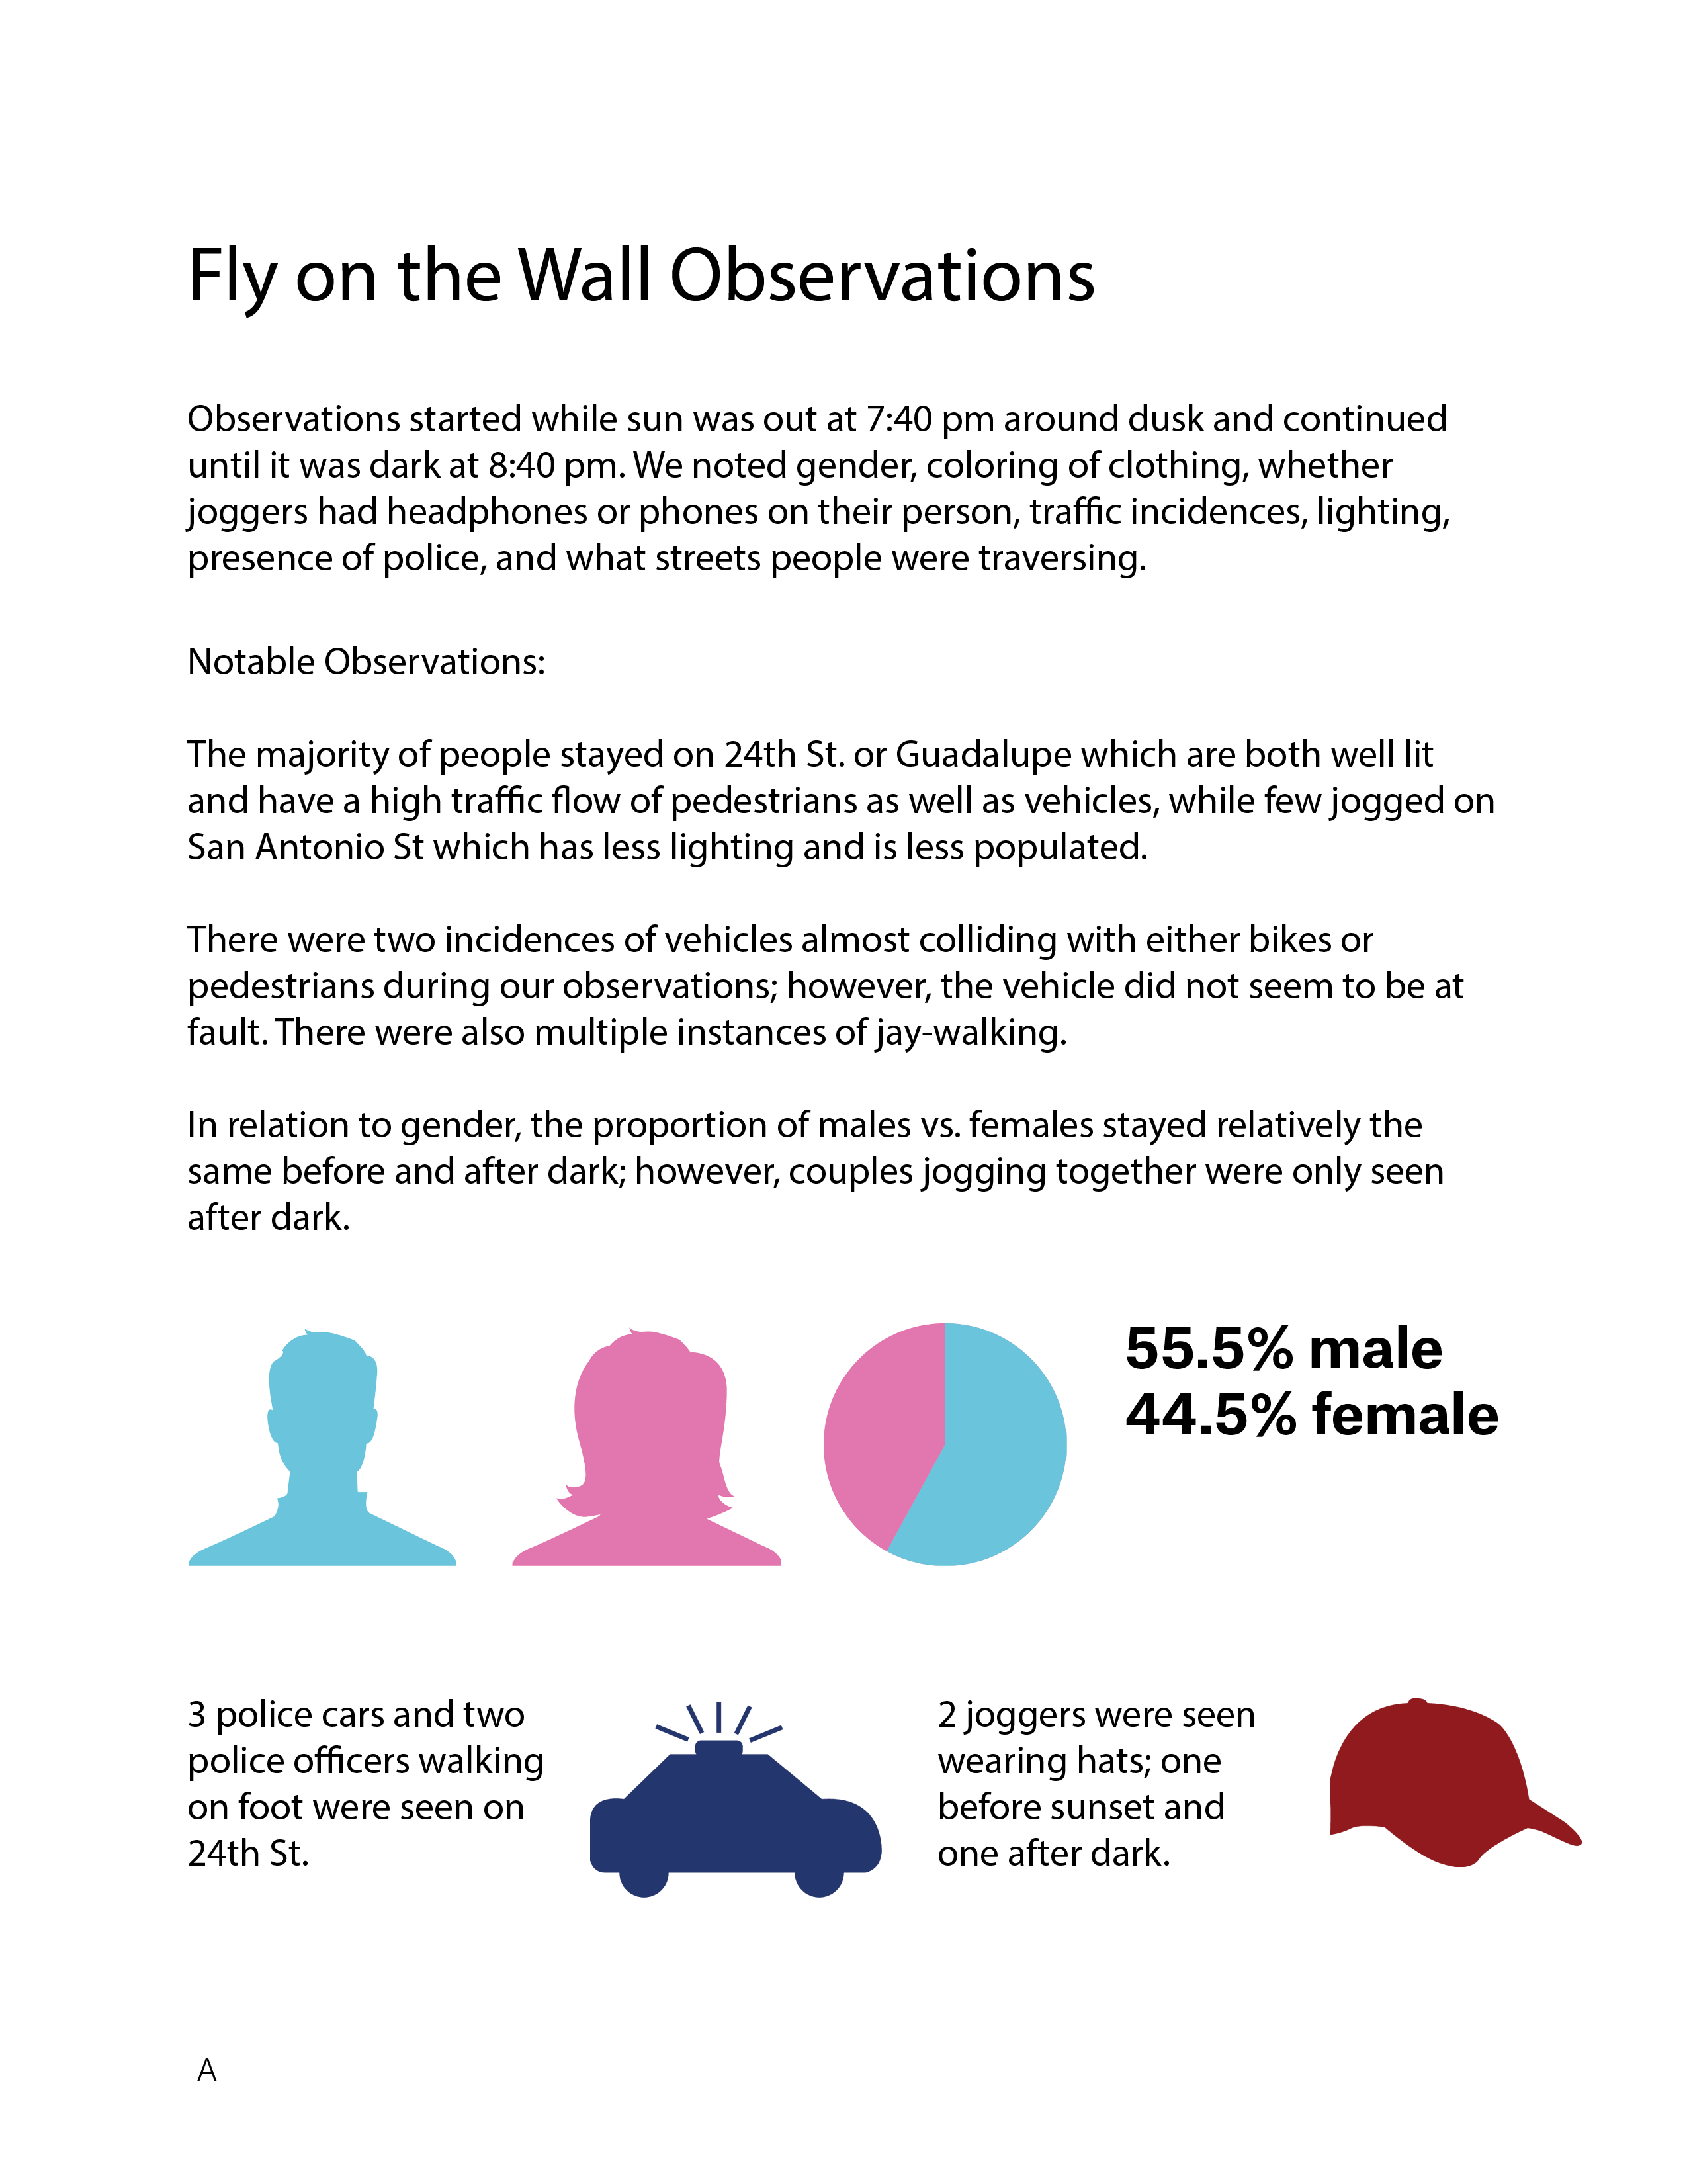 Fly on the Wall Observations
Observations started while sun was out at 7:40 pm around dusk and continued
until it was dark at 8:40 pm. We noted gender, coloring of clothing, whether
joggers had headphones or phones on their person, traffic incidences, lighting,
presence of police, and what streets people were traversing.
Notable Observations:
The majority of people stayed on 24th St. or Guadalupe which are both well lit
and have a high traffic flow of pedestrians as well as vehicles, while few jogged on
San Antonio St which has less lighting and is less populated.
There were two incidences of vehicles almost colliding with either bikes or
pedestrians during our observations; however, the vehicle did not seem to be at
fault. There were also multiple instances of jay-walking.
In relation to gender, the proportion of males vs. females stayed relatively the
same before and after dark; however, couples jogging together were only seen
after dark.
55.5% male
44.5% female
3 police cars and two
police officers walking
on foot were seen on
24th St.
2 joggers were seen
wearing hats; one
before sunset and
one after dark.
A